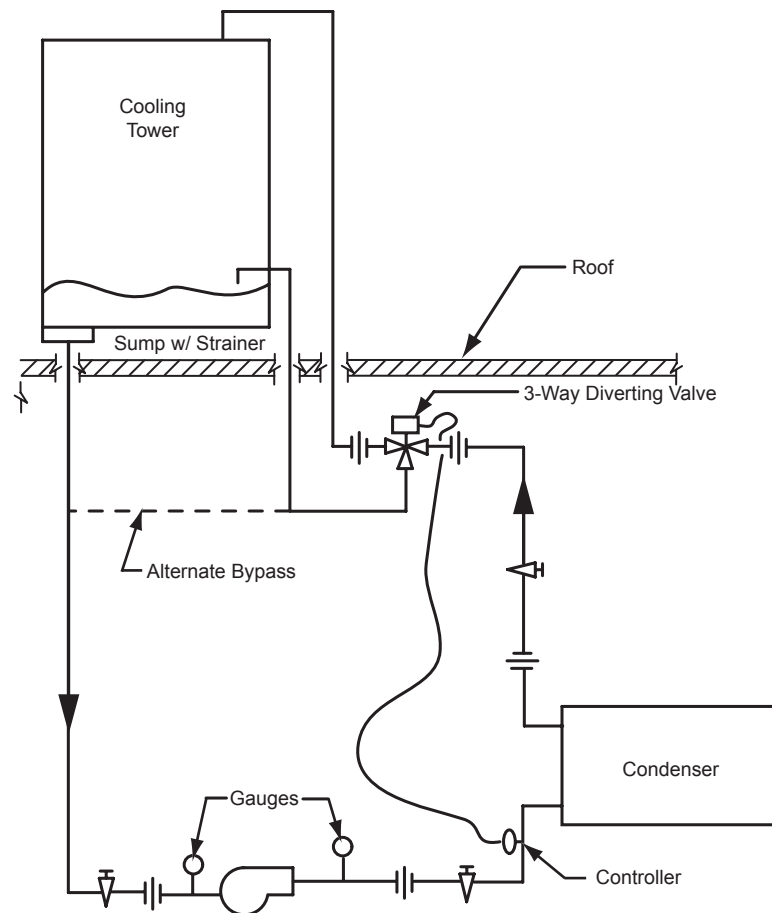 Cooling
Tower
Roof
Sump w/ Strainer
3-Way Diverting Valve
Alternate Bypass
Condenser
Gauges
Controller